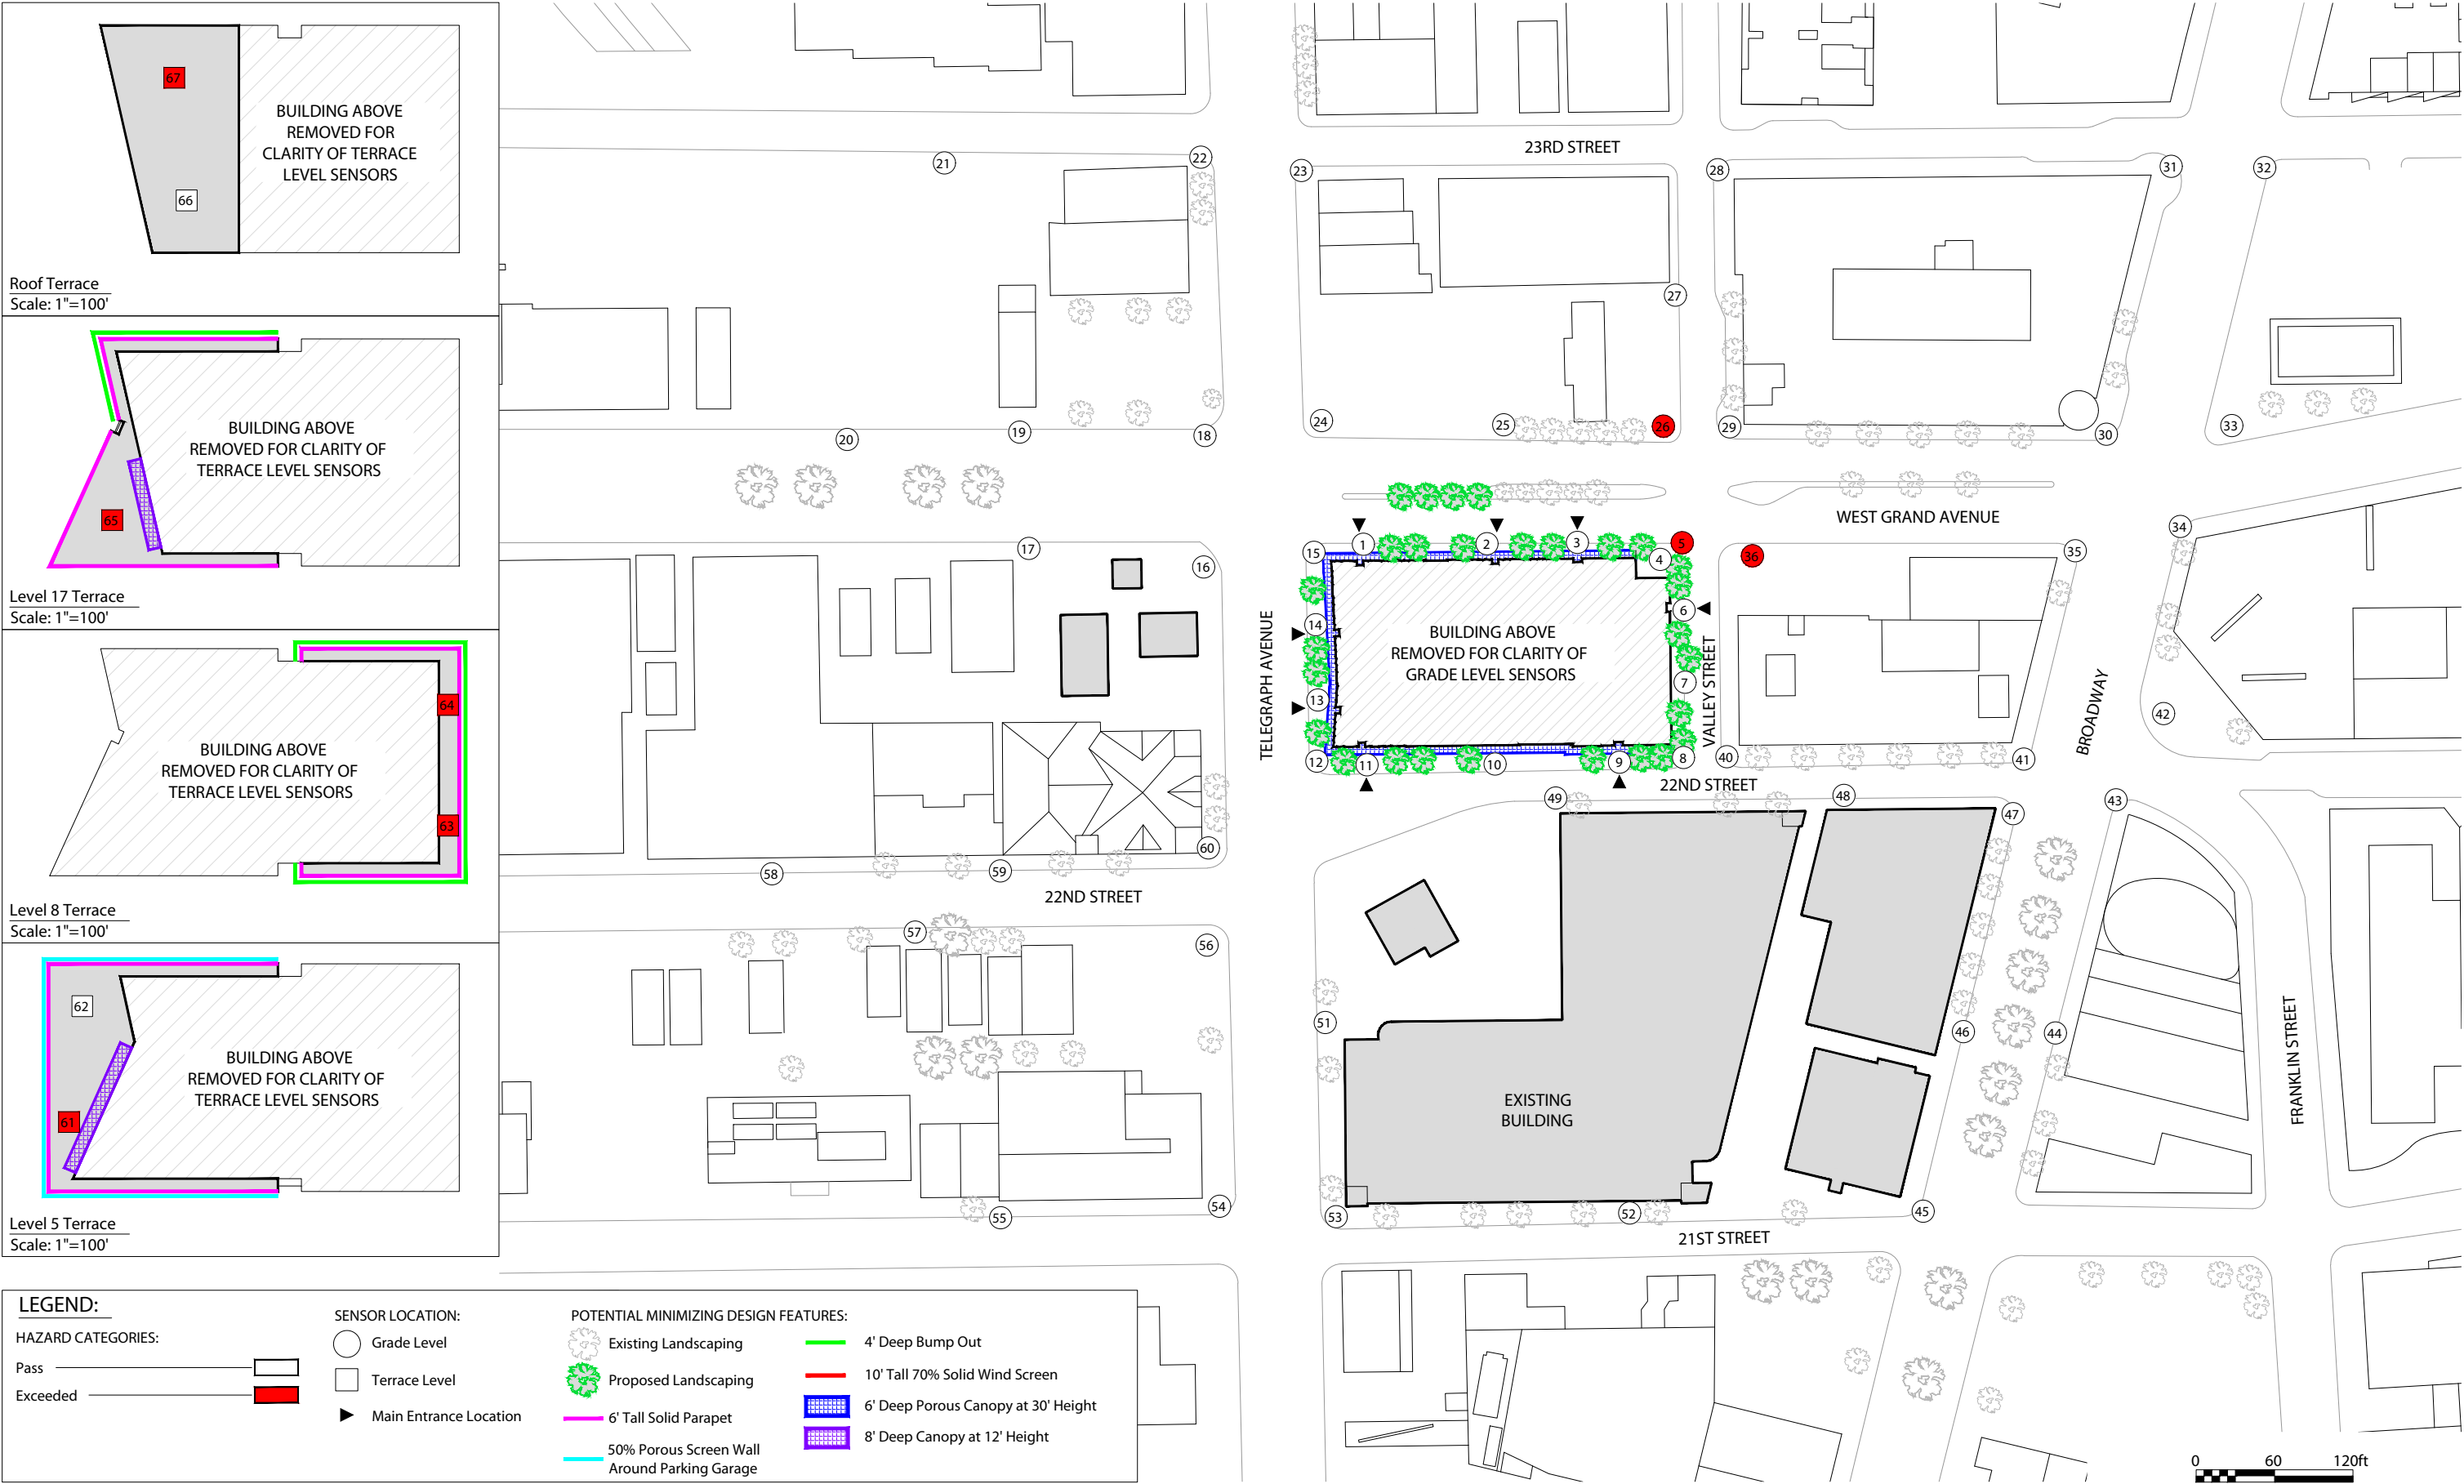 67
66
BUILDING ABOVE
REMOVED FOR
CLARITY OF TERRACE
LEVEL SENSORS
Roof Terrace
Scale: 1"=100'
65
BUILDING ABOVE
REMOVED FOR CLARITY OF
TERRACE LEVEL SENSORS
Level 17 Terrace
Scale: 1"=100'
64
63
BUILDING ABOVE
REMOVED FOR CLARITY OF
TERRACE LEVEL SENSORS
Level 8 Terrace
Scale: 1"=100'
62
61
BUILDING ABOVE
REMOVED FOR CLARITY OF
TERRACE LEVEL SENSORS
Level 5 Terrace
Scale: 1"=100'
23RD STREET
21
22
23
28
31
32
27
20
19
18
24
25
26
29
30
33
WEST GRAND AVENUE
17
16
15
1
2
3
4
5
36
35
34
14
6
13
7
12
11
10
9
8
40
41
42
BUILDING ABOVE
REMOVED FOR CLARITY OF
GRADE LEVEL SENSORS
TELEGRAPH AVENUE
VALLEY STREET
BROADWAY
22ND STREET
49
48
47
43
58
59
60
22ND STREET
57
56
51
46
44
EXISTING
BUILDING
FRANKLIN STREET
55
54
53
52
45
21ST STREET
LEGEND:
HAZARD CATEGORIES:
Pass
Exceeded
SENSOR LOCATION:
Grade Level
Terrace Level
Main Entrance Location
POTENTIAL MINIMIZING DESIGN FEATURES:
Existing Landscaping
Proposed Landscaping
6' Tall Solid Parapet
50% Porous Screen Wall
Around Parking Garage
4' Deep Bump Out
10' Tall 70% Solid Wind Screen
6' Deep Porous Canopy at 30' Height
8' Deep Canopy at 12' Height
0 60 120ft